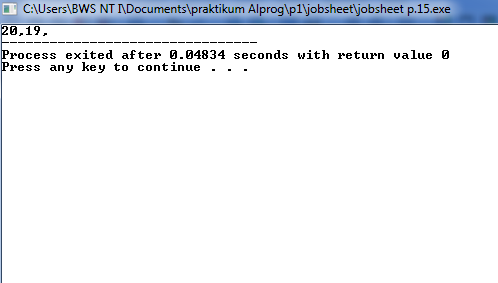 C:\Users\BWS NT I\Documents\praktikum Alprog\p1\jobsheet\jobsheet p.15.exe
20,19,
--------------------------------
Process exited after 0.04834 seconds with return value 0
Press any key to continue . . .